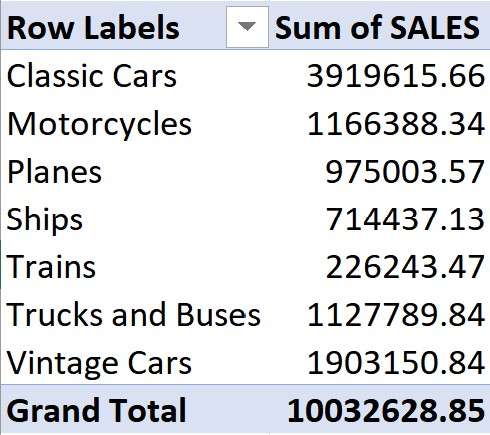 Row Labels Sum of SALES
Classic Cars 3919615.66
Motorcycles 1166388.34
Planes 975003.57
Ships 714437.13
Trains 226243.47
Trucks and Buses 1127789.84
Vintage Cars 1903150.84
Grand Total 10032628.85